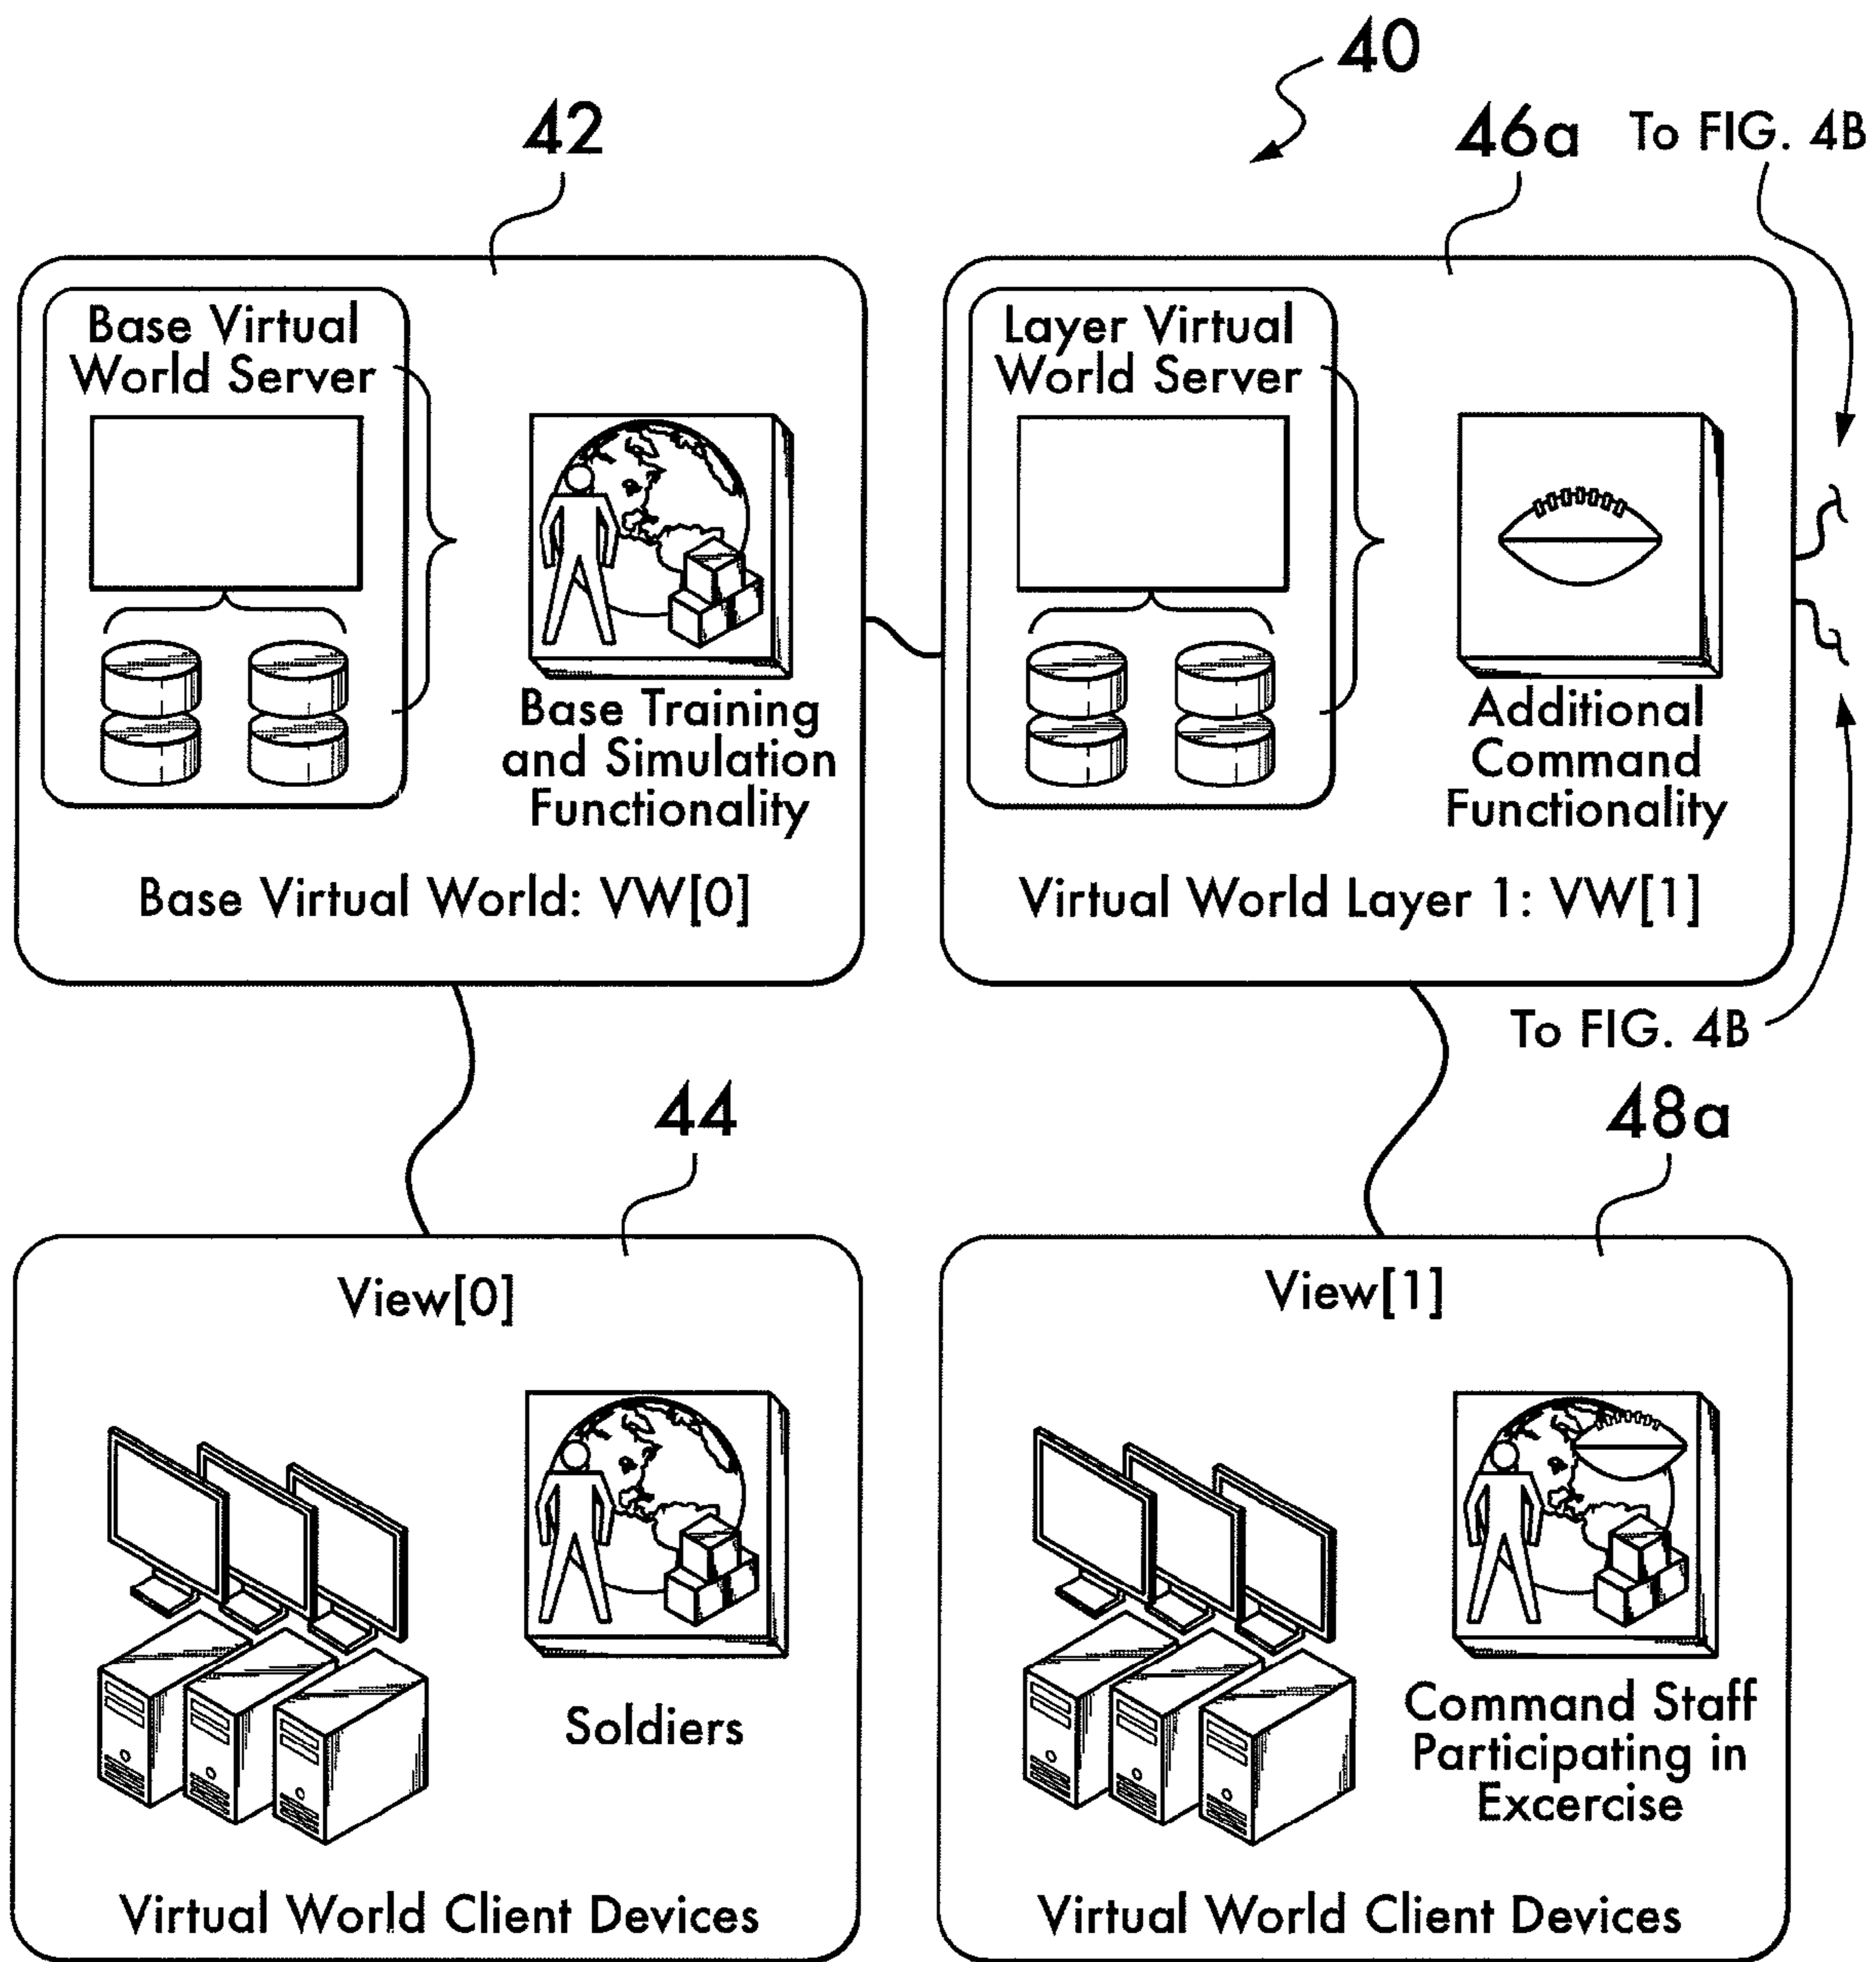 40
42
46a
To FIG. 4B
Base Virtual
World Server
Base Training
and Simulation
Functionality
Base Virtual World: VW[0]
Layer Virtual
World Server
Additional
Command
Functionality
Virtual World Layer 1: VW[1]
To FIG. 4B
44
48a
View[0]
Soldiers
Virtual World Client Devices
View[1]
Command Staff
Participating in
Excercise
Virtual World Client Devices